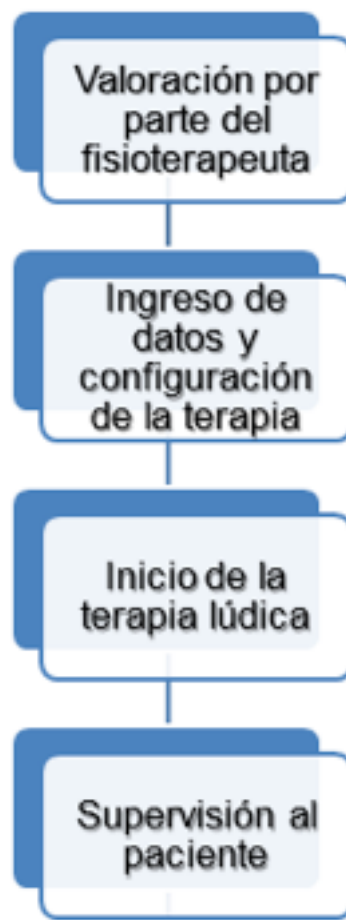 Valoración por
parte del
fisioterapeuta
Ingreso de
datos y
configuración
de la terapia
Inicio de la
terapia lúdica
Supervisión al
paciente